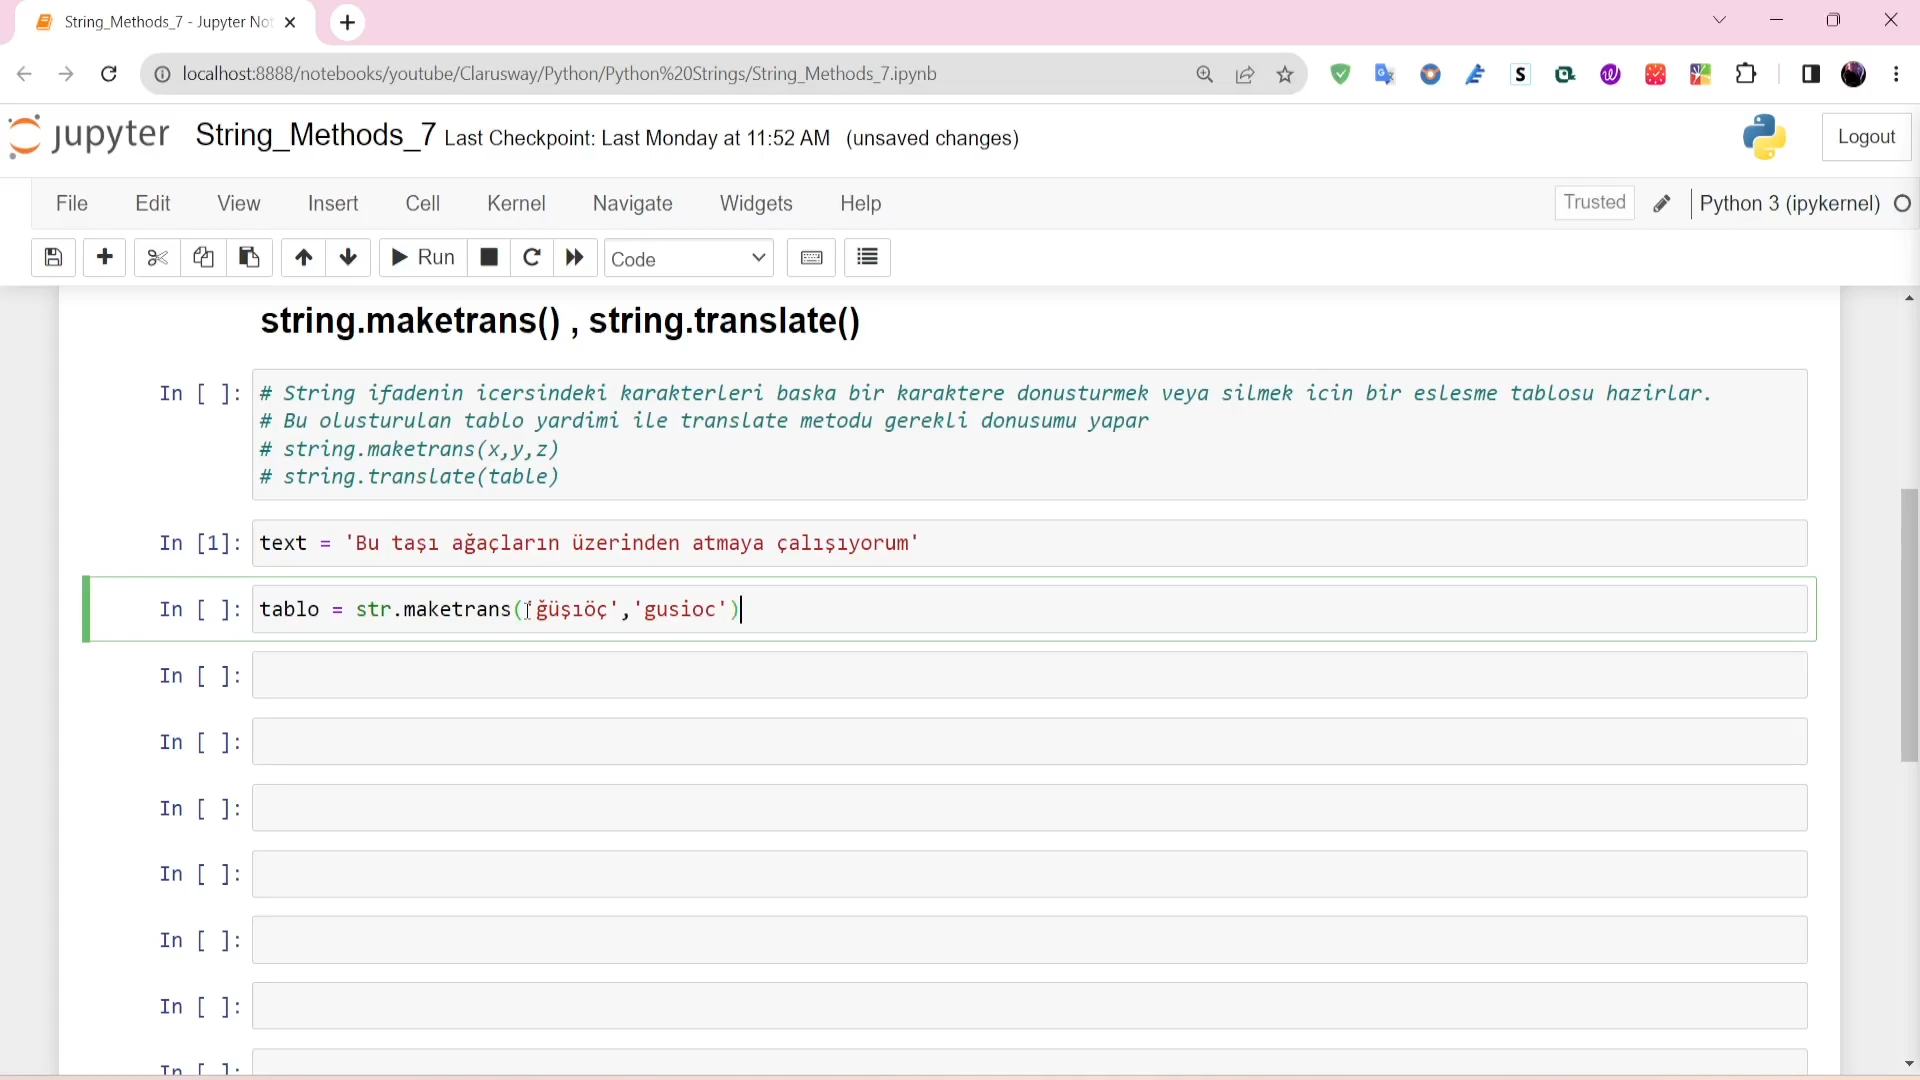 String_Methods_7 - Jupyter Not
localhost:8888/notebooks/youtube/Clarusway/Python/Python%20Strings/String_Methods_7.ipynb
jupyter String_Methods_7 Last Checkpoint: Last Monday at 11:52 AM (unsaved changes)
Logout
File Edit View Insert Cell Kernel Navigate Widgets Help
Trusted Python 3 (ipykernel)
Run Code
string.maketrans() , string.translate()
In [ ]: # String ifadenin icersindeki karakterleri baska bir karaktere donusturmek veya silmek icin bir eslesme tablosu hazirlar.
# Bu olusturulan tablo yardimi ile translate metodu gerekli donusumu yapar
# string.maketrans(x,y,z)
# string.translate(table)
In [1]: text = 'Bu taşı ağaçların üzerinden atmaya çalışıyorum'
In [ ]: tablo = str.maketrans('ğüşıöç','gusioc')
In [ ]:
In [ ]:
In [ ]:
In [ ]:
In [ ]:
In [ ]:
In [ ]: